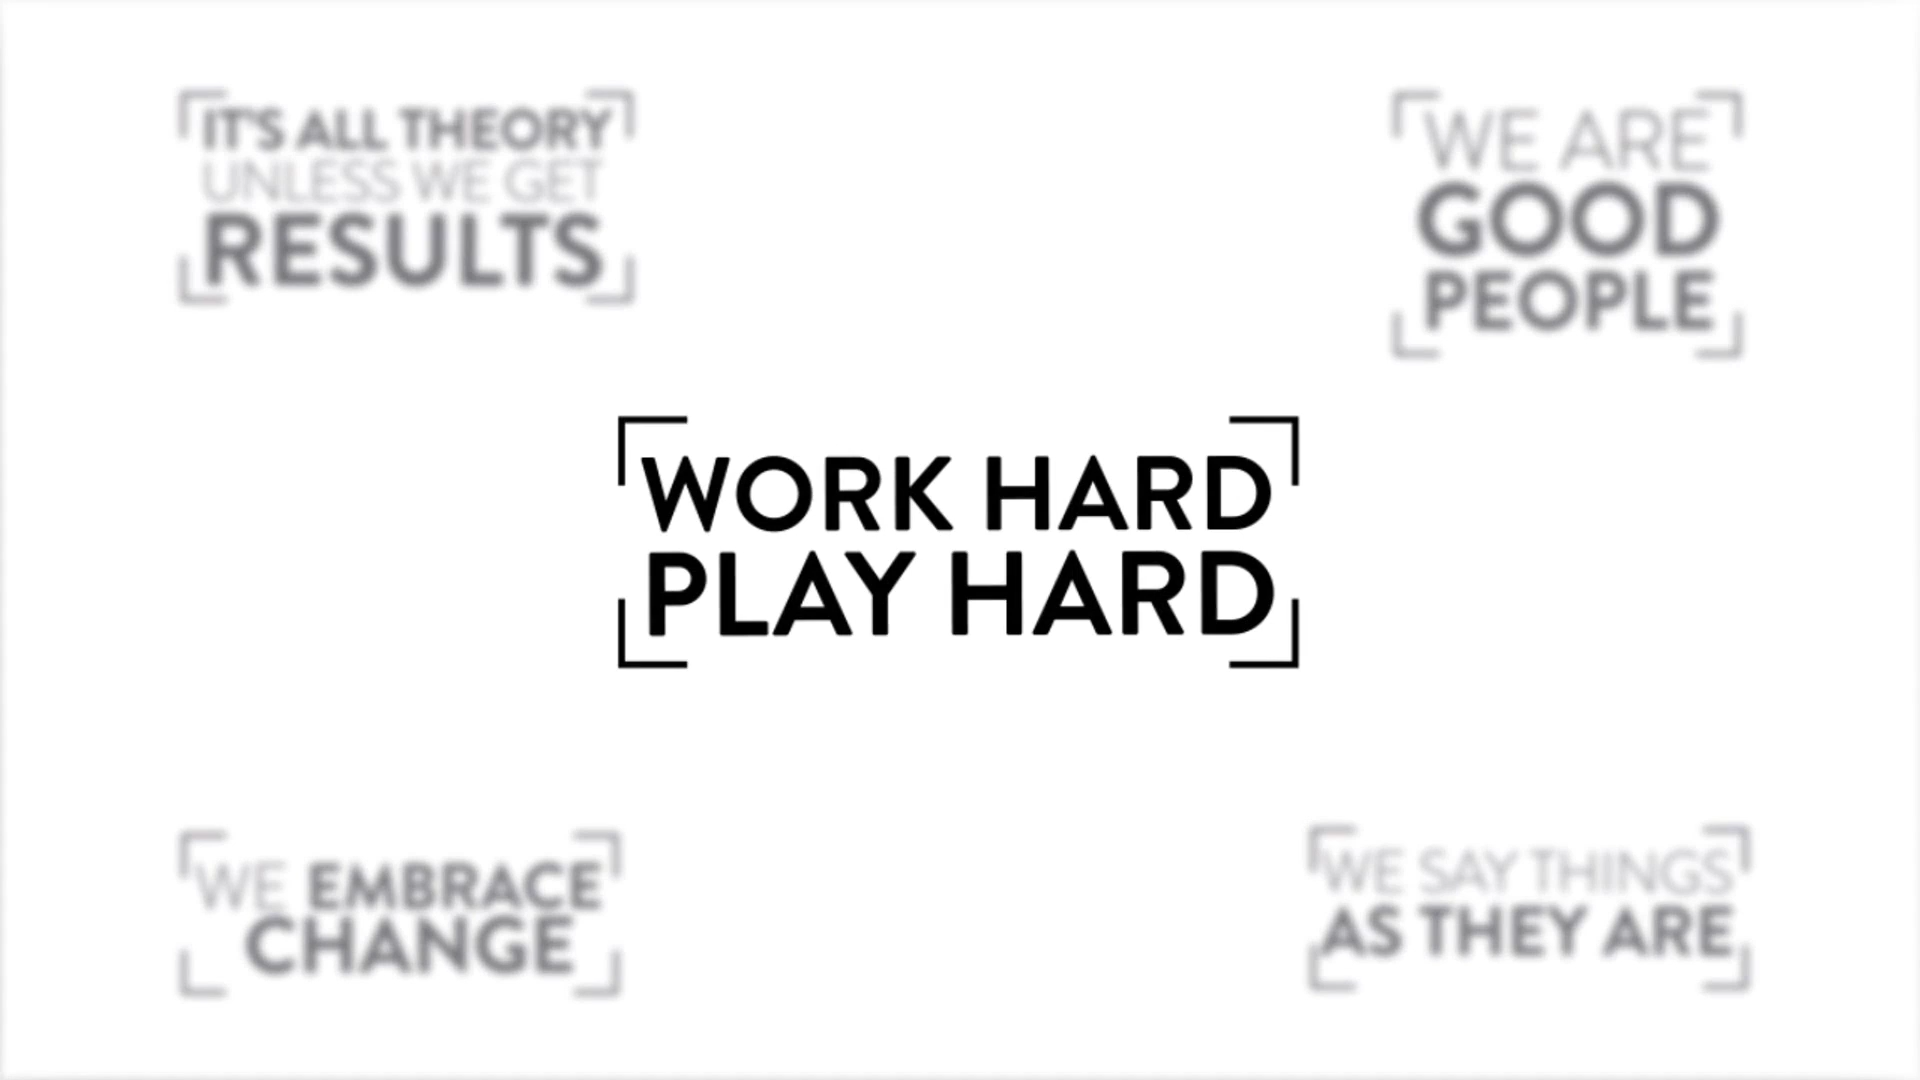 IT'S ALL THEORY
UNLESS WE GET
RESULTS
WE ARE
GOOD
PEOPLE
WORK HARD
PLAY HARD
WE EMBRACE
CHANGE
WE SAY THINGS
AS THEY ARE